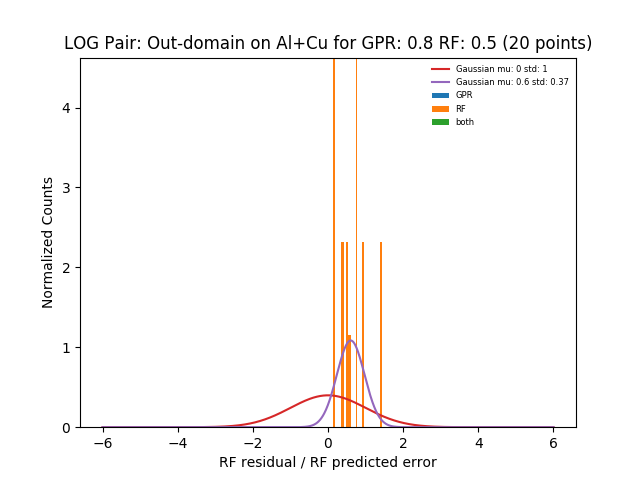 LOG Pair: Out-domain on Al+Cu for GPR: 0.8 RF: 0.5 (20 points)
Gaussian mu: 0 std: 1
Gaussian mu: 0.6 std: 0.37
GPR
RF
both
Normalized Counts
4
3
2
1
0
−6
−4
−2
0
2
4
6
RF residual / RF predicted error